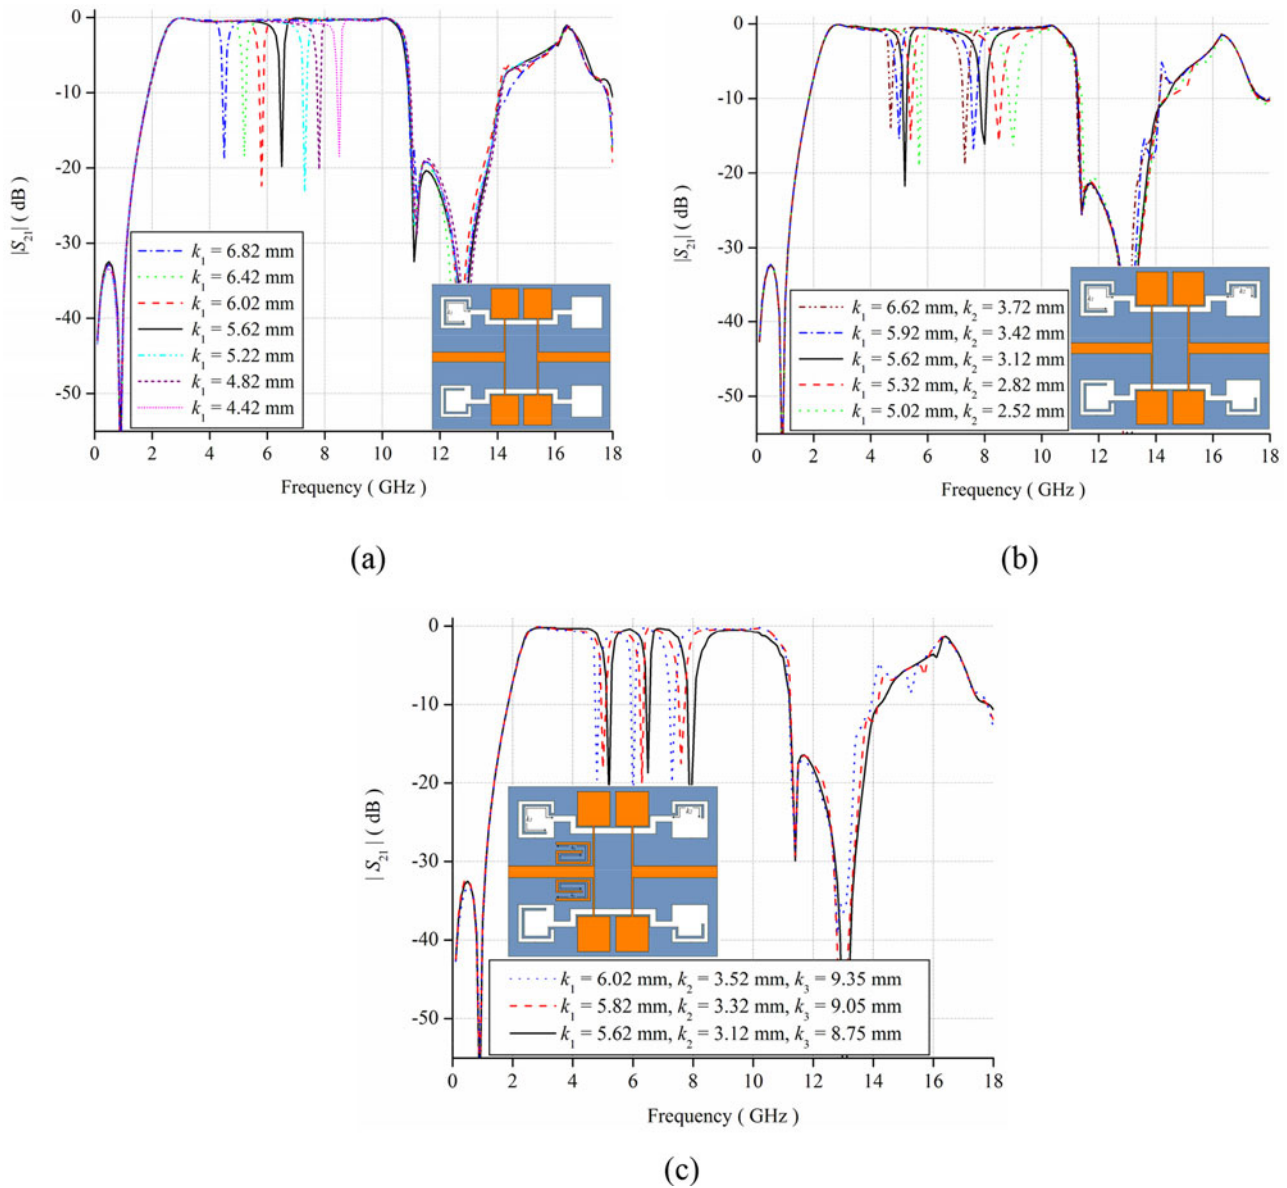 0
-10
-20
-30
-40
-50
|S21| ( dB )
k1 = 6.82 mm
k1 = 6.42 mm
k1 = 6.02 mm
k1 = 5.62 mm
k1 = 5.22 mm
k1 = 4.82 mm
k1 = 4.42 mm
0 2 4 6 8 10 12 14 16 18
Frequency ( GHz )
(a)
0
-10
-20
-30
-40
-50
|S21| ( dB )
k1 = 6.62 mm, k2 = 3.72 mm
k1 = 5.92 mm, k2 = 3.42 mm
k1 = 5.62 mm, k2 = 3.12 mm
k1 = 5.32 mm, k2 = 2.82 mm
k1 = 5.02 mm, k2 = 2.52 mm
0 2 4 6 8 10 12 14 16 18
Frequency ( GHz )
(b)
0
-10
-20
-30
-40
-50
| S21 | ( dB )
k1 = 6.02 mm, k2 = 3.52 mm, k3 = 9.35 mm
k1 = 5.82 mm, k2 = 3.32 mm, k3 = 9.05 mm
k1 = 5.62 mm, k2 = 3.12 mm, k3 = 8.75 mm
0 2 4 6 8 10 12 14 16 18
Frequency ( GHz )
(c)